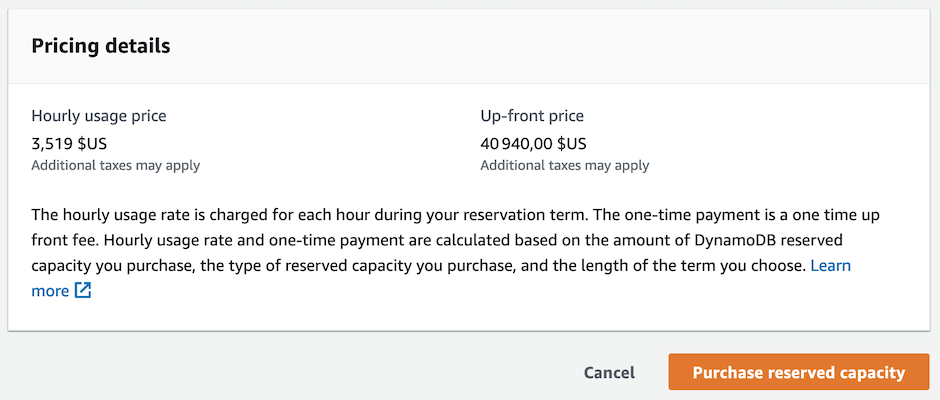 Pricing details
Hourly usage price
Up-front price
3,519 $US
40 940,00 $US
Additional taxes may apply
Additional taxes may apply
The hourly usage rate is charged for each hour during your reservation term. The one-time payment is a one time up
front fee. Hourly usage rate and one-time payment are calculated based on the amount of DynamoDB reserved
capacity you purchase, the type of reserved capacity you purchase, and the length of the term you choose. Learn
more
Cancel
Purchase reserved capacity